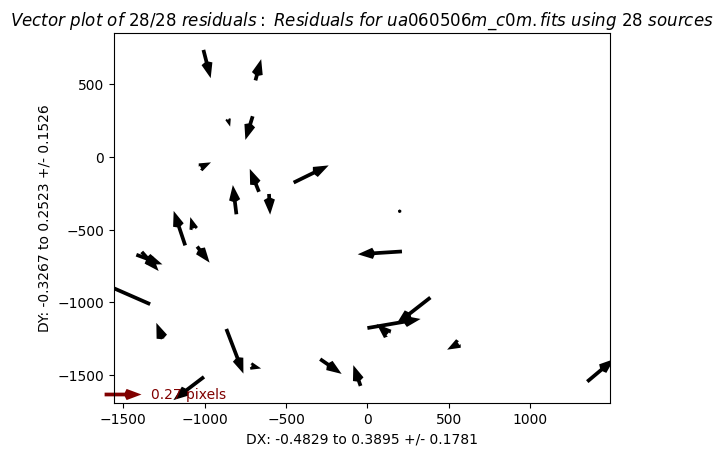 Vector plot of 28/28 residuals: Residuals for ua060506m_c0m.fits using 28 sources
DY: -0.3267 to 0.2523 +/- 0.1526
500
0
−500
−1000
−1500
0.27 pixels
−1500 −1000 −500 0 500 1000
DX: -0.4829 to 0.3895 +/- 0.1781